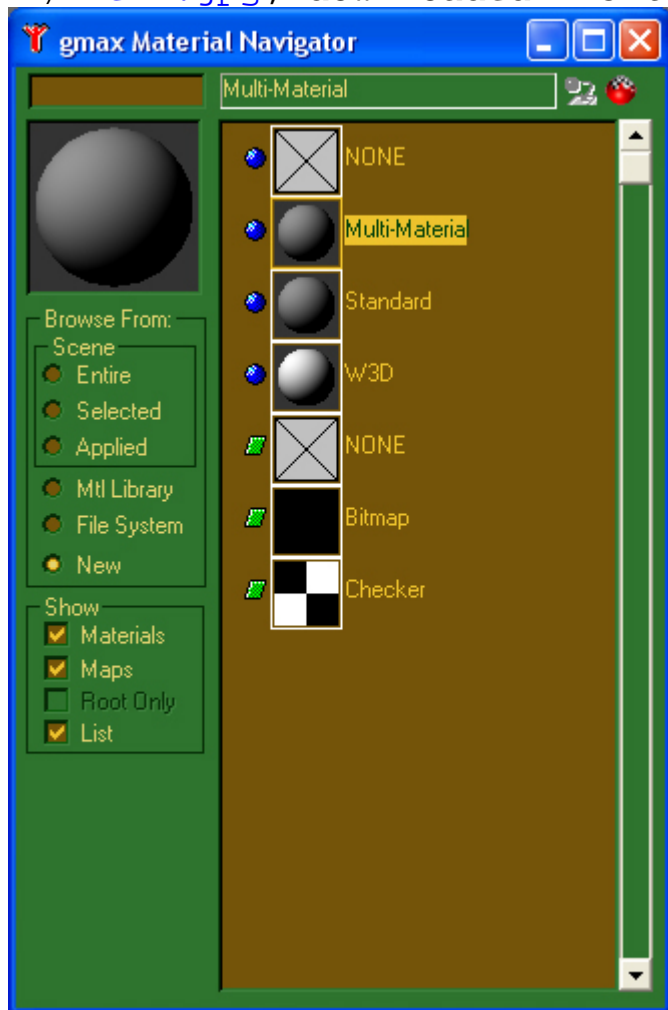 gmax Material Navigator
Multi-Material
NONE
Multi-Material
Standard
W3D
NONE
Bitmap
Checker
Browse From:
Scene
Entire
Selected
Applied
Mtl Library
File System
New
Show
Materials
Maps
Root Only
List